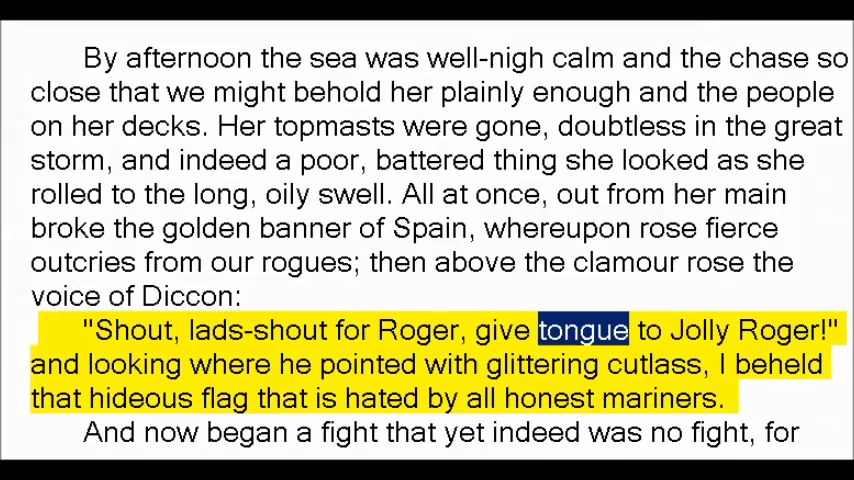 By afternoon the sea was well-nigh calm and the chase so
close that we might behold her plainly enough and the people
on her decks. Her topmasts were gone, doubtless in the great
storm, and indeed a poor, battered thing she looked as she
rolled to the long, oily swell. All at once, out from her main
broke the golden banner of Spain, whereupon rose fierce
outcries from our rogues; then above the clamour rose the
voice of Diccon:
"Shout, lads-shout for Roger, give tongue to Jolly Roger!"
and looking where he pointed with glittering cutlass, I beheld
that hideous flag that is hated by all honest mariners.
And now began a fight that yet indeed was no fight, for